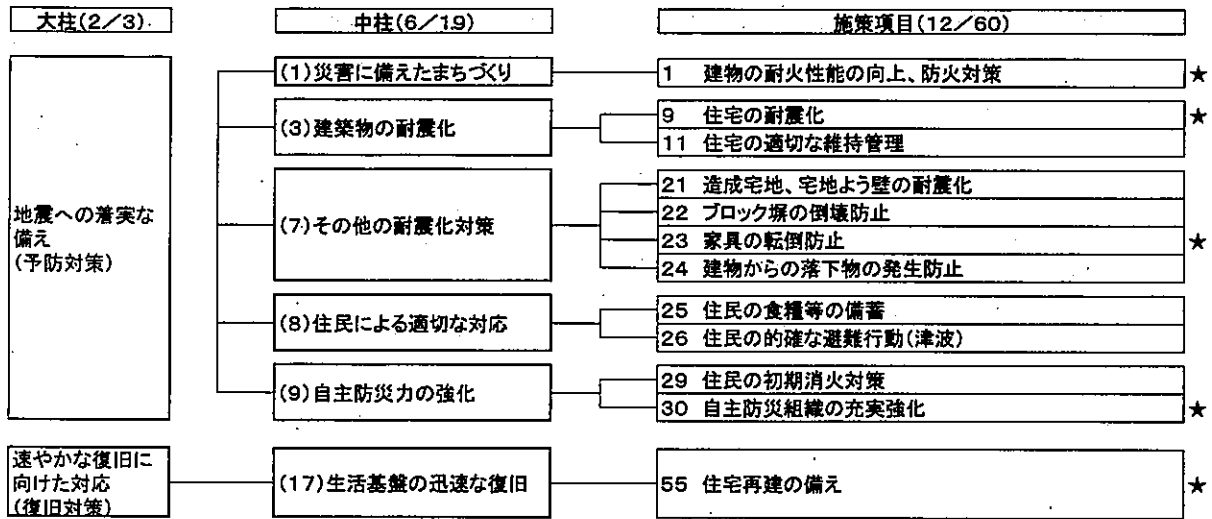 大柱(2/3)
中柱(6/19)
施策項目(12/60)
地震への着実な
備え
(予防対策)
(1)災害に備えたまちづくり
1 建物の耐火性能の向上、防火対策 ★
(3)建築物の耐震化
9 住宅の耐震化 ★
11 住宅の適切な維持管理
(7)その他の耐震化対策
21 造成宅地、宅地よう壁の耐震化
22 ブロック塀の倒壊防止
23 家具の転倒防止 ★
24 建物からの落下物の発生防止
(8)住民による適切な対応
25 住民の食糧等の備蓄
26 住民の的確な避難行動(津波)
(9)自主防災力の強化
29 住民の初期消火対策
30 自主防災組織の充実強化 ★
速やかな復旧に
向けた対応
(復旧対策)
(17)生活基盤の迅速な復旧
55 住宅再建の備え ★